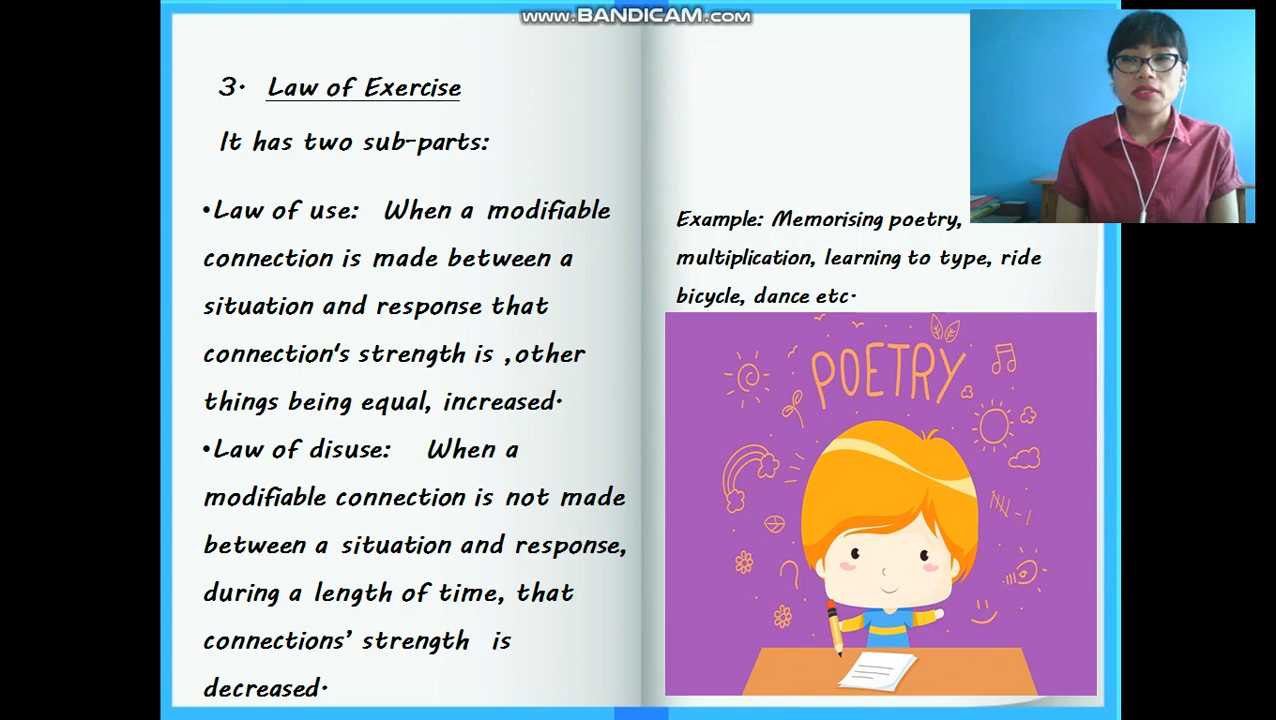 www.BANDICAM.com
3. Law of Exercise
It has two sub-parts:
•Law of use: When a modifiable
connection is made between a
situation and response that
connection's strength is ,other
things being equal, increased.
•Law of disuse: When a
modifiable connection is not made
between a situation and response,
during a length of time, that
connections’ strength is
decreased.
Example: Memorising poetry,
multiplication, learning to type, ride
bicycle, dance etc.
POETRY